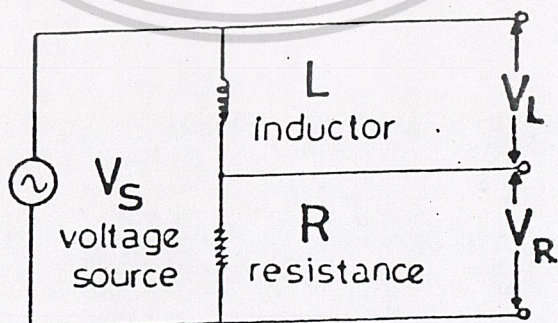 L
inductor
V_L
V_S
voltage
source
R
resistance
V_R